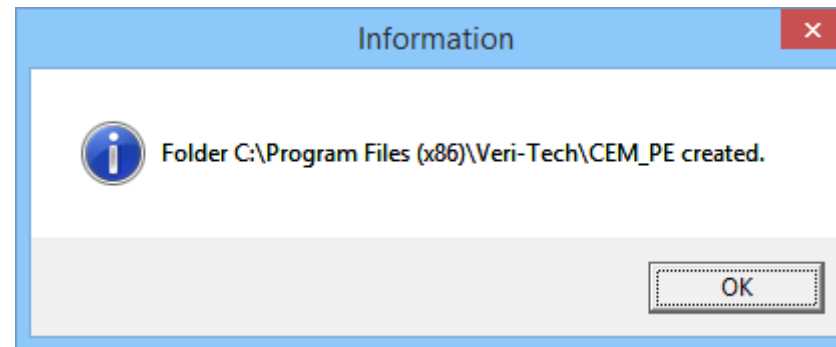 Information
Folder C:\Program Files (x86)\Veri-Tech\CEM_PE created.
OK